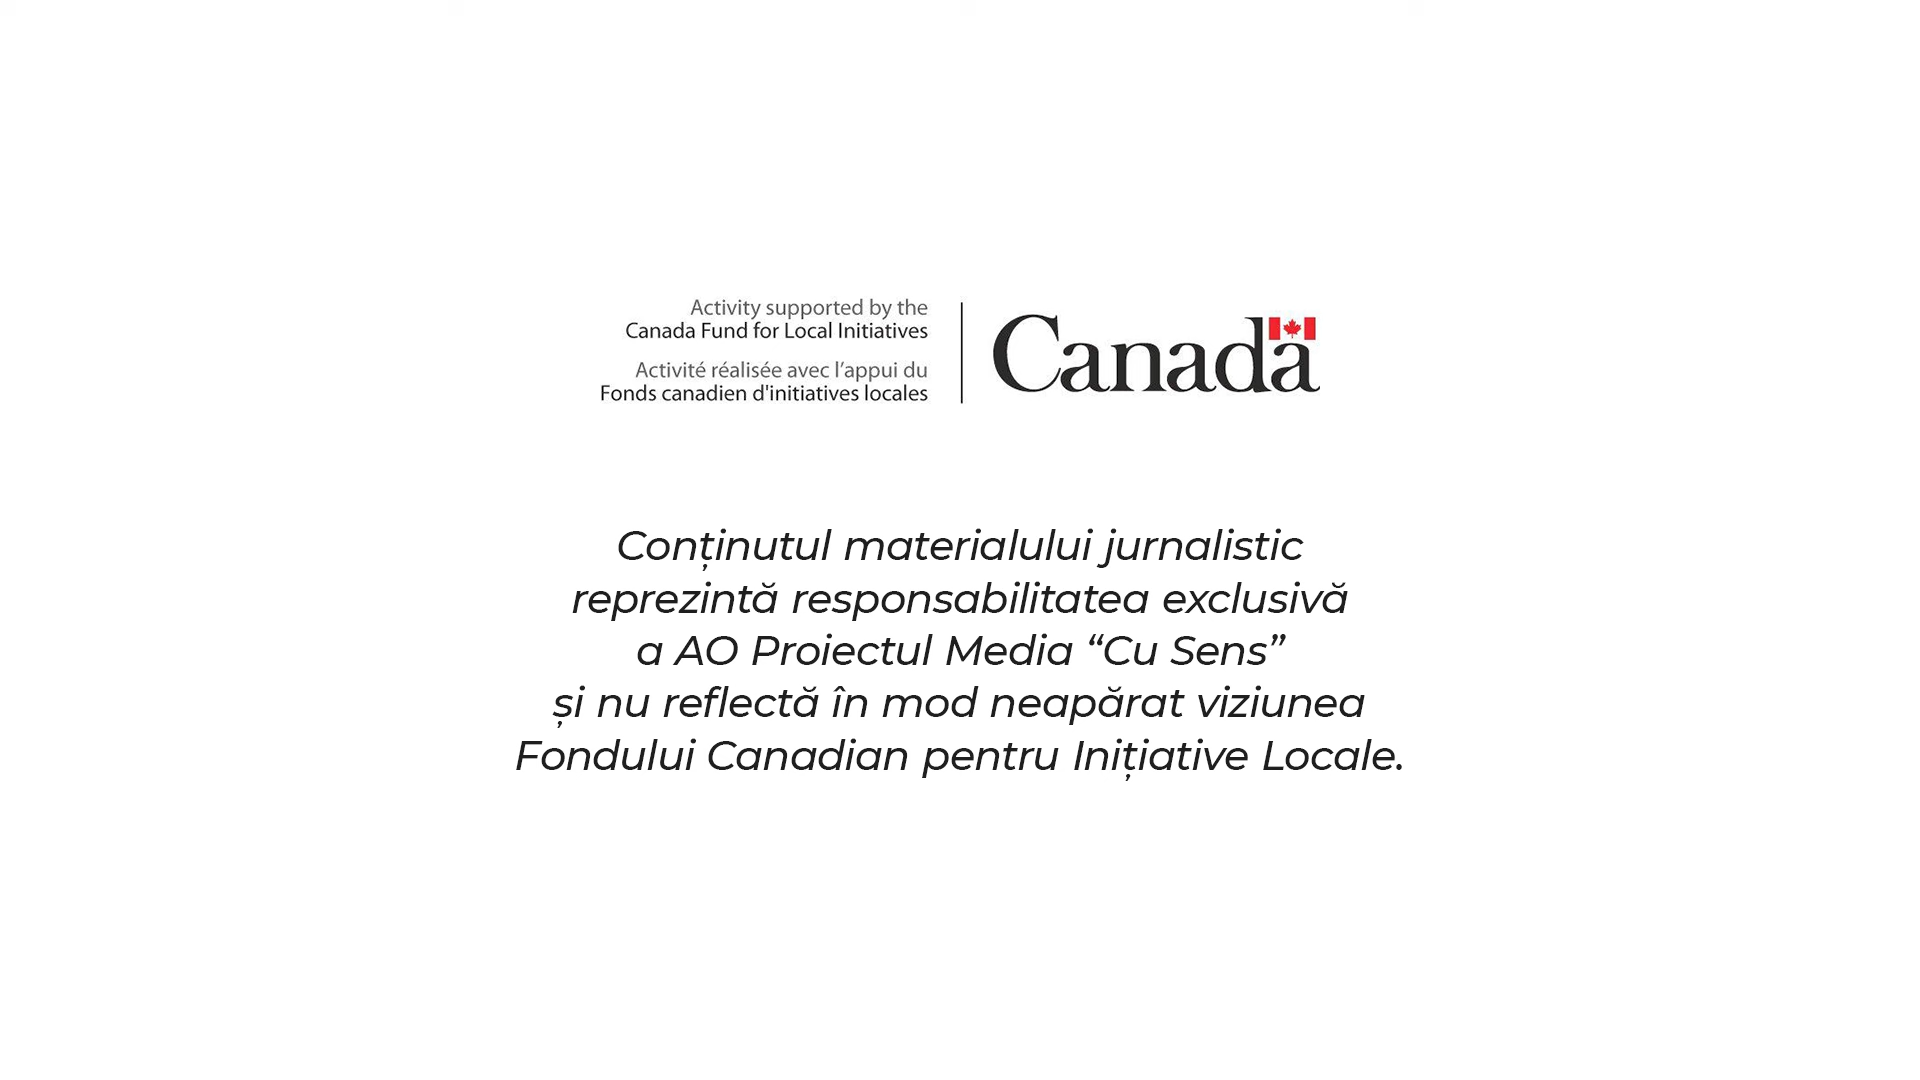 Activity supported by the
Canada Fund for Local Initiatives
Activité réalisée avec l’appui du
Fonds canadien d'initiatives locales
Canada
Conținutul materialului jurnalistic
reprezintă responsabilitatea exclusivă
a AO Proiectul Media “Cu Sens”
și nu reflectă în mod neapărat viziunea
Fondului Canadian pentru Inițiative Locale.